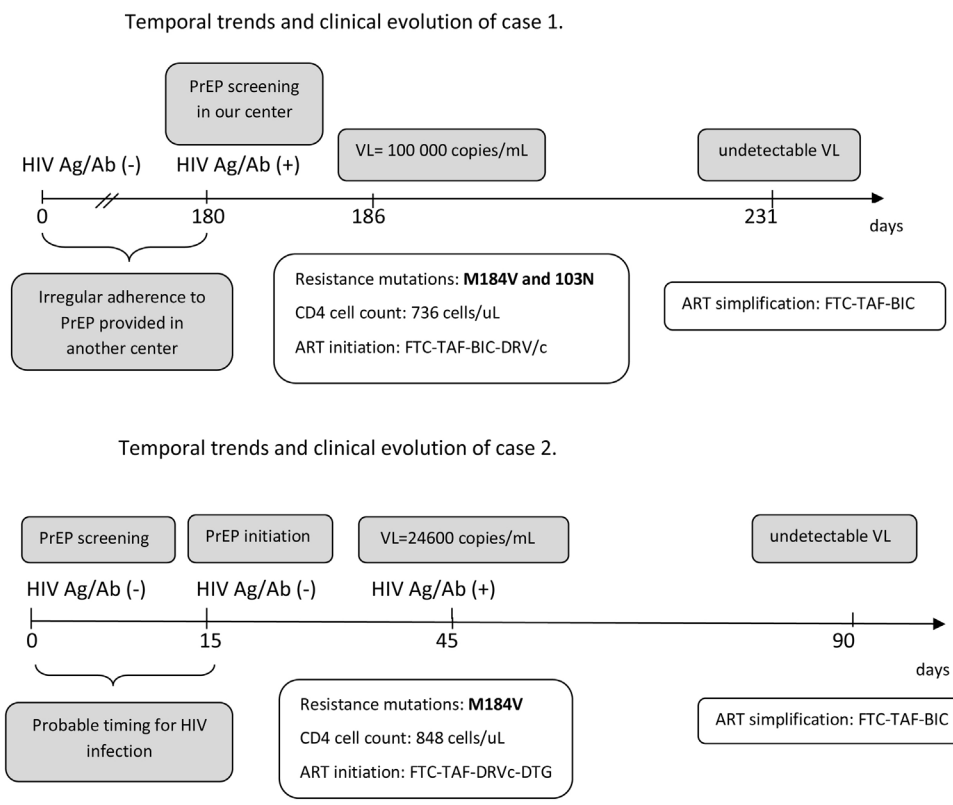 Temporal trends and clinical evolution of case 1.
PrEP screening
in our center
HIV Ag/Ab (-)
HIV Ag/Ab (+)
VL= 100 000 copies/mL
undetectable VL
0
180
186
231
days
Irregular adherence to
PrEP provided in
another center
Resistance mutations: M184V and 103N
CD4 cell count: 736 cells/uL
ART initiation: FTC-TAF-BIC-DRV/c
ART simplification: FTC-TAF-BIC
Temporal trends and clinical evolution of case 2.
PrEP screening
PrEP initiation
VL=24600 copies/mL
undetectable VL
HIV Ag/Ab (-)
HIV Ag/Ab (-)
HIV Ag/Ab (+)
0
15
45
90
days
Probable timing for HIV
infection
Resistance mutations: M184V
CD4 cell count: 848 cells/uL
ART initiation: FTC-TAF-DRVc-DTG
ART simplification: FTC-TAF-BIC